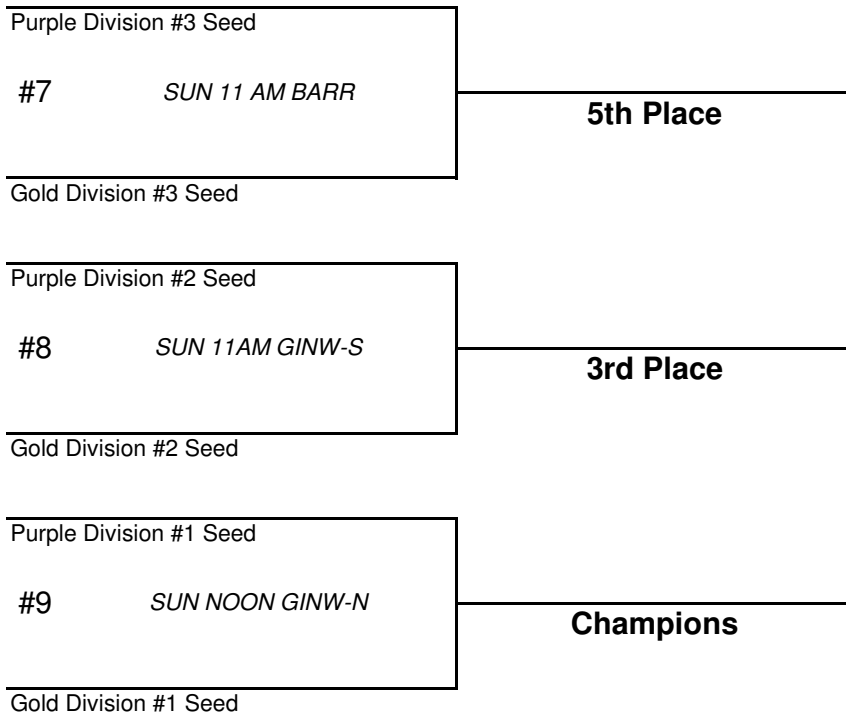 Purple Division #3 Seed
#7 SUN 11 AM BARR
5th Place
Gold Division #3 Seed
Purple Division #2 Seed
#8 SUN 11AM GINW-S
3rd Place
Gold Division #2 Seed
Purple Division #1 Seed
#9 SUN NOON GINW-N
Champions
Gold Division #1 Seed